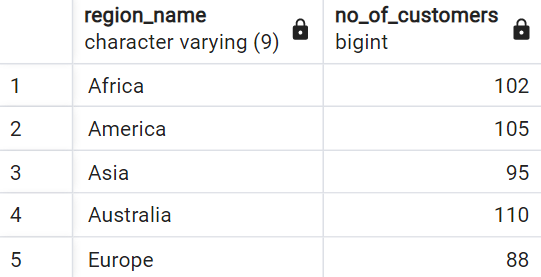 region_name no_of_customers
character varying (9) bigint
1 Africa 102
2 America 105
3 Asia 95
4 Australia 110
5 Europe 88